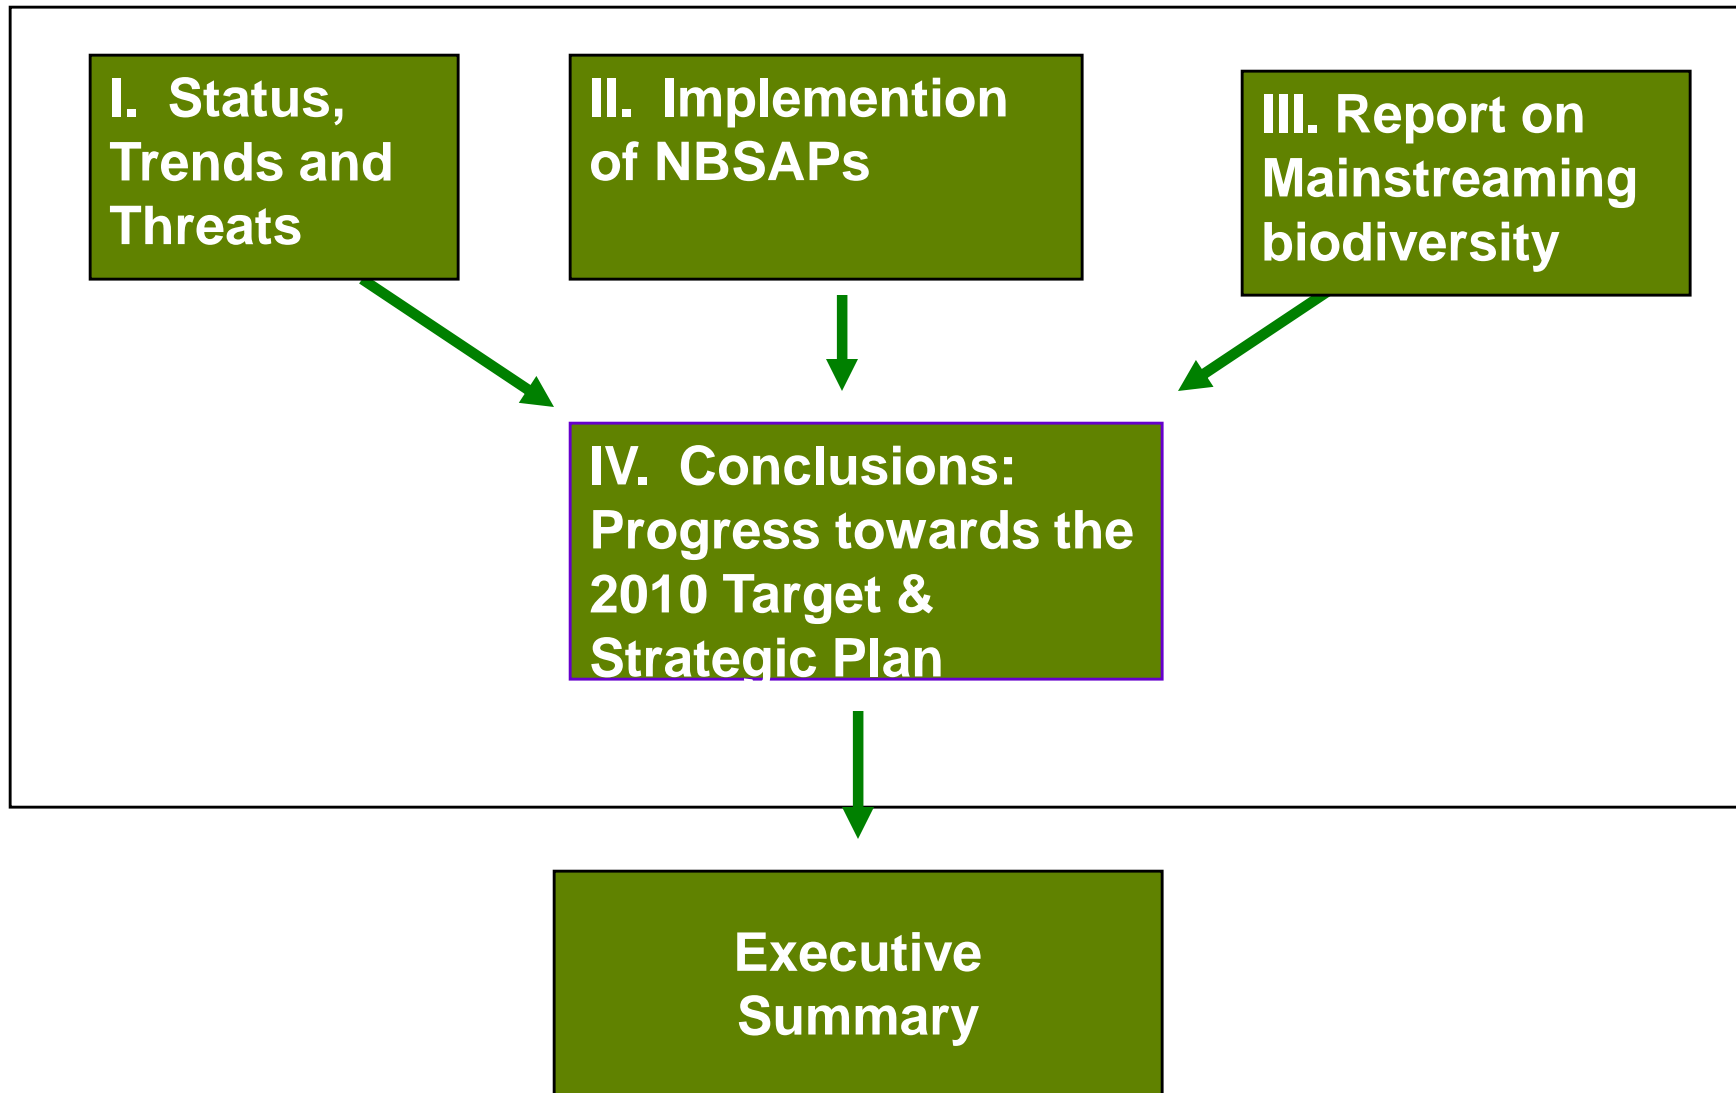 I. Status,
Trends and
Threats
II. Implemention
of NBSAPs
III. Report on
Mainstreaming
biodiversity
IV. Conclusions:
Progress towards the
2010 Target &
Strategic Plan
Executive
Summary